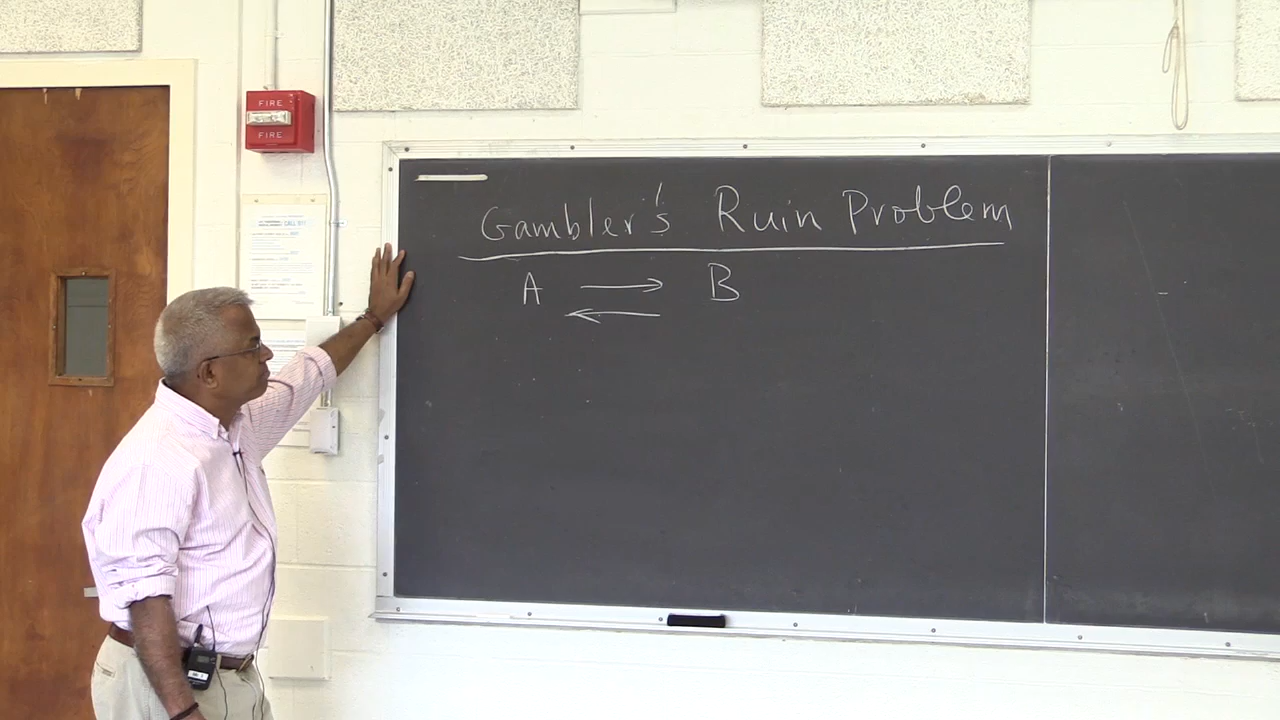 FIRE
FIRE
Gambler's Ruin Problem
A → B
←